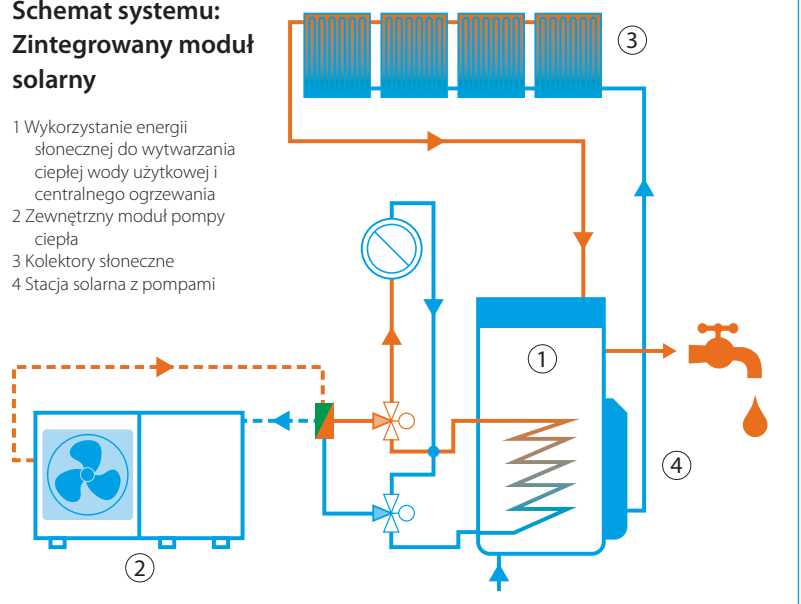 Schemat systemu:
Zintegrowany moduł
solarny
1 Wykorzystanie energii
słonecznej do wytwarzania
ciepłej wody użytkowej i
centralnego ogrzewania
2 Zewnętrzny moduł pompy
ciepła
3 Kolektory słoneczne
4 Stacja solarna z pompami
3
1
4
2